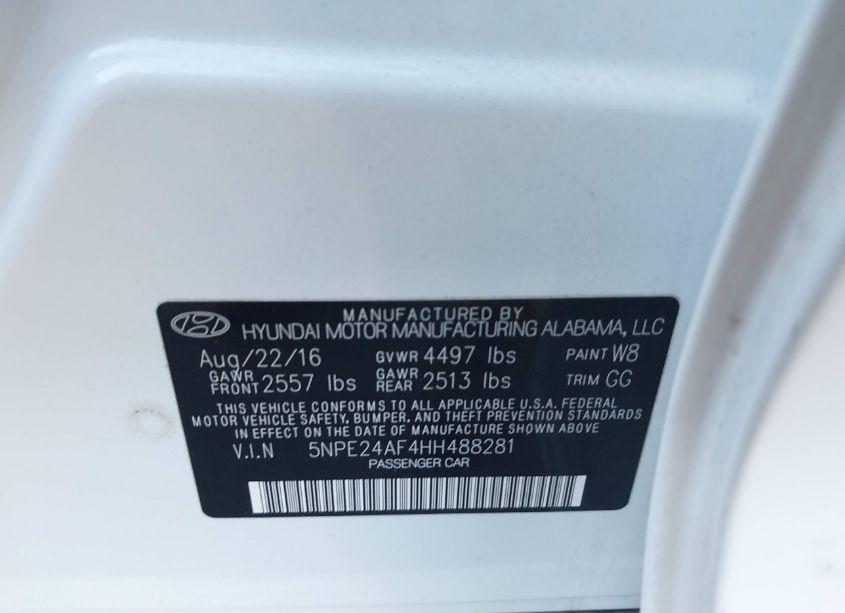 MANUFACTURED BY
HYUNDAI MOTOR MANUFACTURING ALABAMA, LLC
Aug/22/16 GVWR 4497 lbs PAINT W8
GAWR FRONT 2557 lbs GAWR REAR 2513 lbs TRIM GG
THIS VEHICLE CONFORMS TO ALL APPLICABLE U.S.A. FEDERAL
MOTOR VEHICLE SAFETY, BUMPER, AND THEFT PREVENTION STANDARDS
IN EFFECT ON THE DATE OF MANUFACTURE SHOWN ABOVE
V.I.N 5NPE24AF4HH488281
PASSENGER CAR